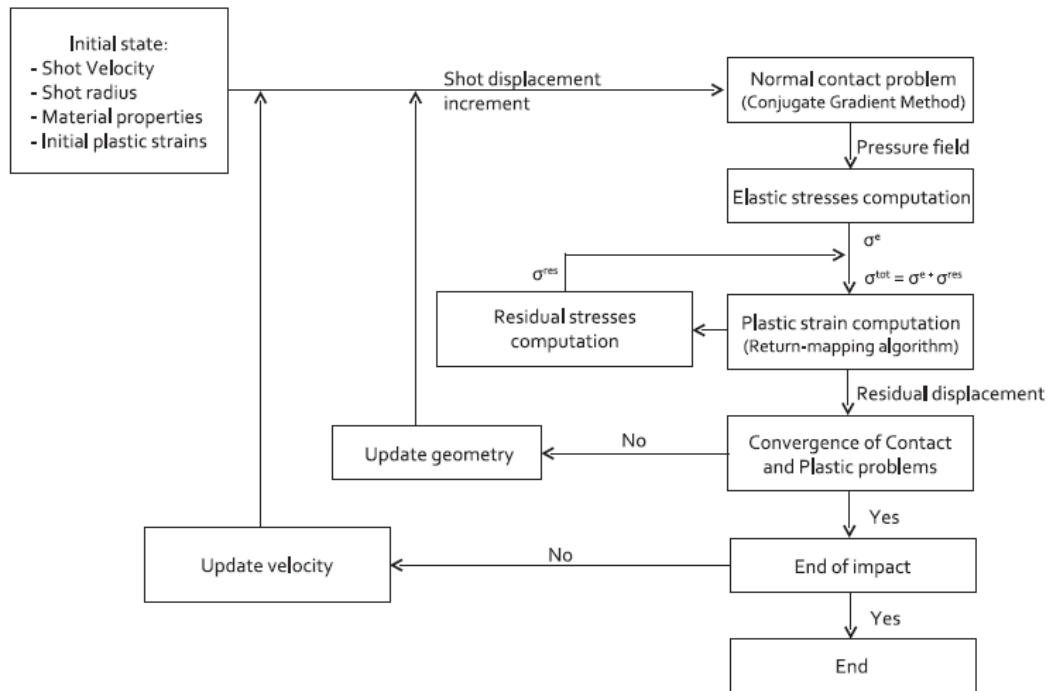 Initial state:
- Shot Velocity
- Shot radius
- Material properties
- Initial plastic strains
Shot displacement
increment
Normal contact problem
(Conjugate Gradient Method)
Pressure field
Elastic stresses computation
σᵉ
σʳᵉˢ
σᵗᵒᵗ = σᵉ⁺ σʳᵉˢ
Residual stresses
computation
Plastic strain computation
(Return-mapping algorithm)
Residual displacement
Update geometry
No
Convergence of Contact
and Plastic problems
Yes
Update velocity
No
End of impact
Yes
End